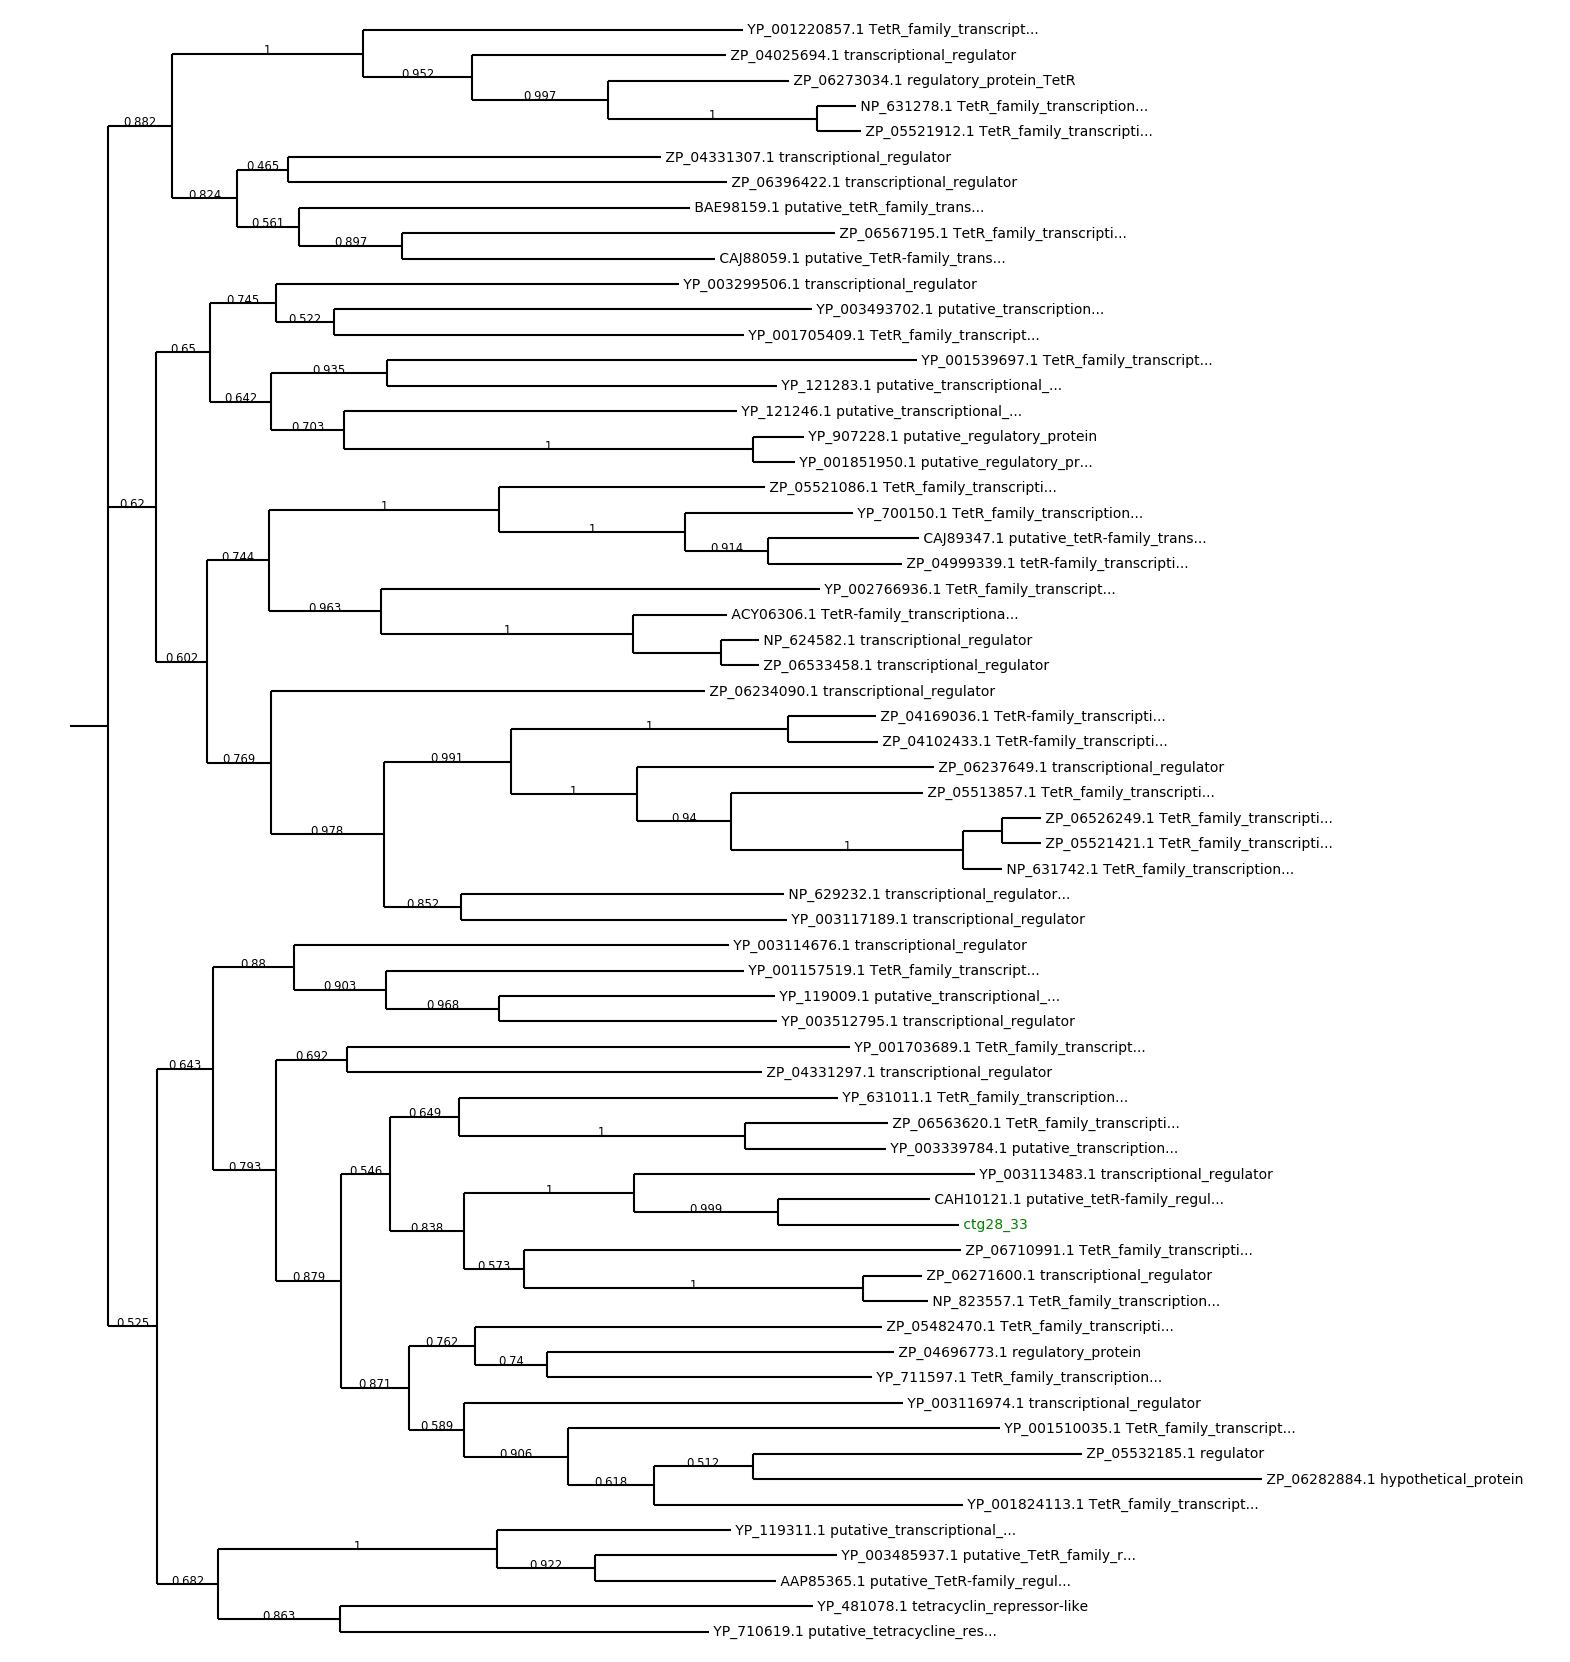 YP_001220857.1 TetR_family_transcript...
1
ZP_04025694.1 transcriptional_regulator
0.952
ZP_06273034.1 regulatory_protein_TetR
0.997
NP_631278.1 TetR_family_transcription...
1
0.882
ZP_05521912.1 TetR_family_transcripti...
ZP_04331307.1 transcriptional_regulator
0.465
ZP_06396422.1 transcriptional_regulator
0.824
BAE98159.1 putative_tetR_family_trans...
0.561
ZP_06567195.1 TetR_family_transcripti...
0.897
CAJ88059.1 putative_TetR-family_trans...
YP_003299506.1 transcriptional_regulator
0.745
YP_003493702.1 putative_transcription...
0.522
YP_001705409.1 TetR_family_transcript...
0.65
YP_001539697.1 TetR_family_transcript...
0.935
YP_121283.1 putative_transcriptional_...
0.642
YP_121246.1 putative_transcriptional_...
0.703
YP_907228.1 putative_regulatory_protein
1
YP_001851950.1 putative_regulatory_pr...
ZP_05521086.1 TetR_family_transcripti...
0.62
1
YP_700150.1 TetR_family_transcription...
1
CAJ89347.1 putative_tetR-family_trans...
0.914
0.744
ZP_04999339.1 tetR-family_transcripti...
YP_002766936.1 TetR_family_transcript...
0.963
ACY06306.1 TetR-family_transcriptiona...
1
NP_624582.1 transcriptional_regulator
0.602
ZP_06533458.1 transcriptional_regulator
ZP_06234090.1 transcriptional_regulator
ZP_04169036.1 TetR-family_transcripti...
1
ZP_04102433.1 TetR-family_transcripti...
0.769
0.991
ZP_06237649.1 transcriptional_regulator
1
ZP_05513857.1 TetR_family_transcripti...
0.94
ZP_06526249.1 TetR_family_transcripti...
0.978
ZP_05521421.1 TetR_family_transcripti...
1
NP_631742.1 TetR_family_transcription...
NP_629232.1 transcriptional_regulator...
0.852
YP_003117189.1 transcriptional_regulator
YP_003114676.1 transcriptional_regulator
0.88
YP_001157519.1 TetR_family_transcript...
0.903
YP_119009.1 putative_transcriptional_...
0.968
YP_003512795.1 transcriptional_regulator
YP_001703689.1 TetR_family_transcript...
0.692
0.643
ZP_04331297.1 transcriptional_regulator
YP_631011.1 TetR_family_transcription...
0.649
ZP_06563620.1 TetR_family_transcripti...
1
YP_003339784.1 putative_transcription...
0.793
0.546
YP_003113483.1 transcriptional_regulator
1
CAH10121.1 putative_tetR-family_regul...
0.999
ctg28_33
0.838
ZP_06710991.1 TetR_family_transcripti...
0.573
ZP_06271600.1 transcriptional_regulator
0.879
1
NP_823557.1 TetR_family_transcription...
0.525
ZP_05482470.1 TetR_family_transcripti...
0.762
ZP_04696773.1 regulatory_protein
0.74
YP_711597.1 TetR_family_transcription...
0.871
YP_003116974.1 transcriptional_regulator
0.589
YP_001510035.1 TetR_family_transcript...
0.906
ZP_05532185.1 regulator
0.512
ZP_06282884.1 hypothetical_protein
0.618
YP_001824113.1 TetR_family_transcript...
YP_119311.1 putative_transcriptional_...
1
YP_003485937.1 putative_TetR_family_r...
0.922
AAP85365.1 putative_TetR-family_regul...
0.682
YP_481078.1 tetracyclin_repressor-like
0.863
YP_710619.1 putative_tetracycline_res...